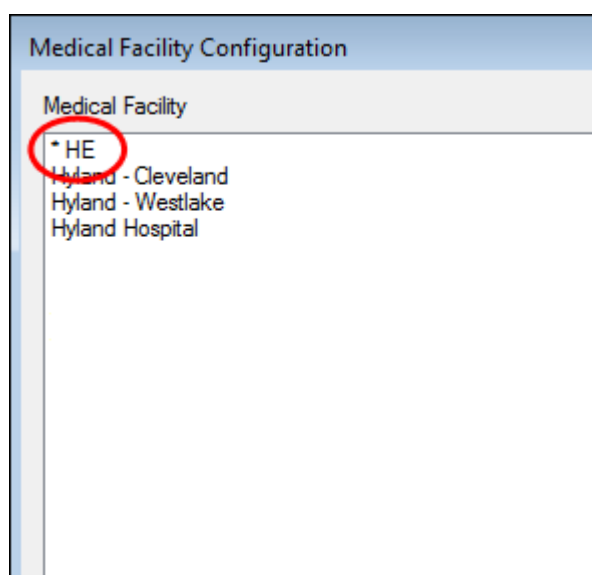 Medical Facility Configuration
Medical Facility
* HE
Hyland - Cleveland
Hyland - Westlake
Hyland Hospital